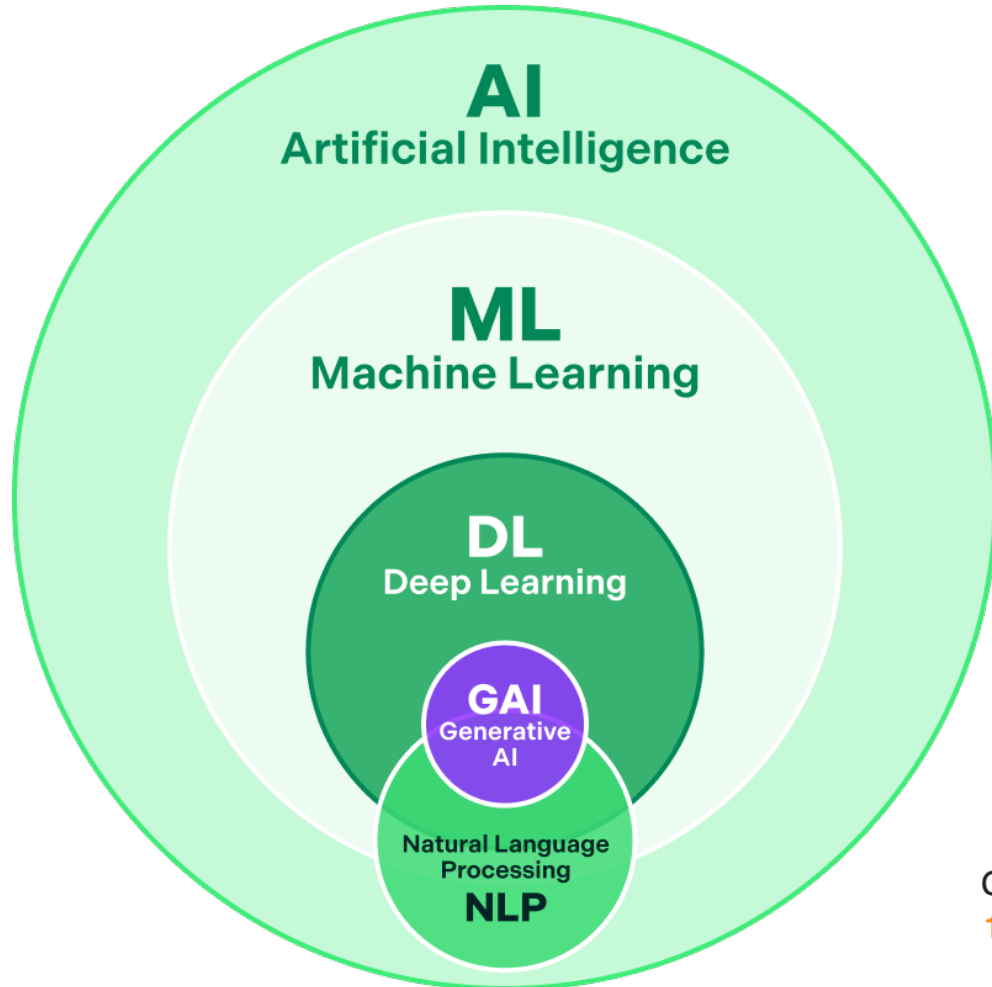 AI
Artificial Intelligence
ML
Machine Learning
DL
Deep Learning
GAI
Generative
AI
Natural Language
Processing
NLP